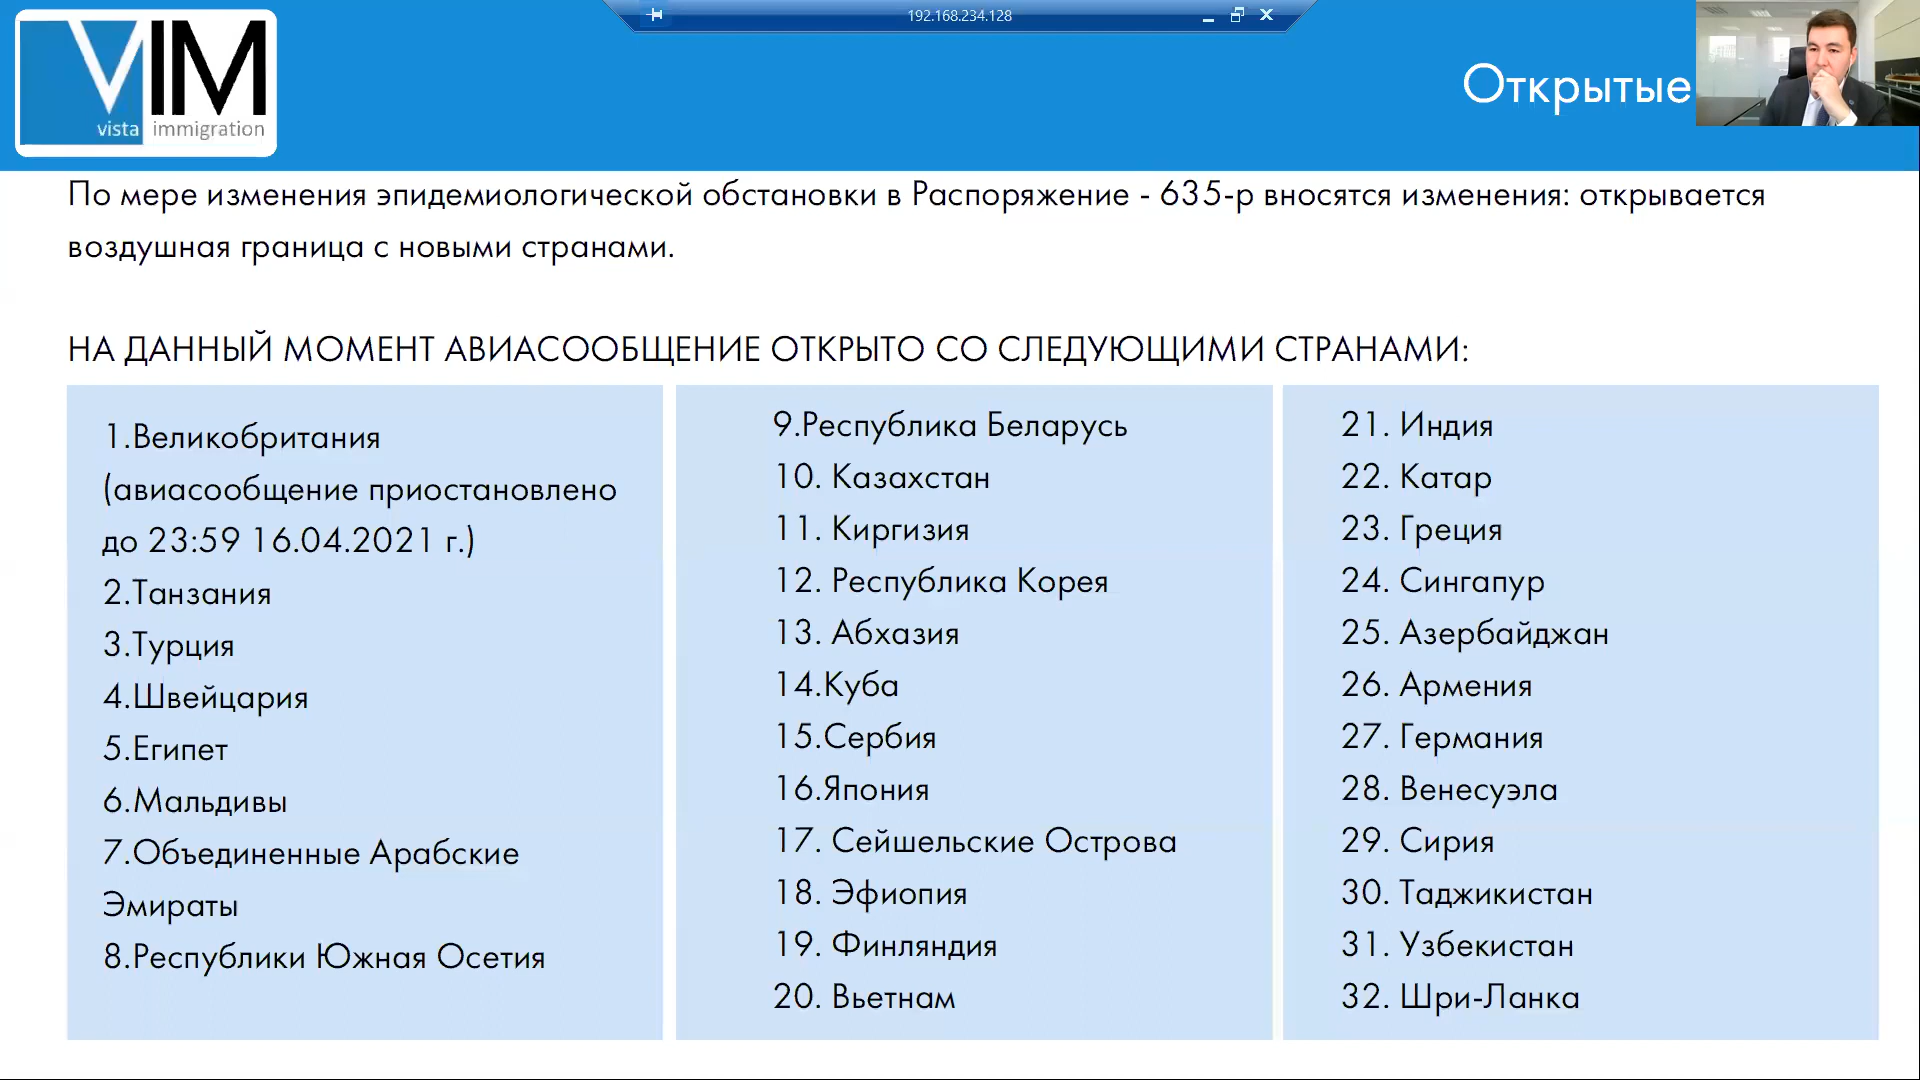 192.168.234.128
VIM
vista immigration
Открытые
По мере изменения эпидемиологической обстановки в Распоряжение - 635-р вносятся изменения: открывается
воздушная граница с новыми странами.
НА ДАННЫЙ МОМЕНТ АВИАСООБЩЕНИЕ ОТКРЫТО СО СЛЕДУЮЩИМИ СТРАНАМИ:
1.Великобритания
(авиасообщение приостановлено
до 23:59 16.04.2021 г.)
2.Танзания
3.Турция
4.Швейцария
5.Египет
6.Мальдивы
7.Объединенные Арабские
Эмираты
8.Республики Южная Осетия
9.Республика Беларусь
10. Казахстан
11. Киргизия
12. Республика Корея
13. Абхазия
14.Куба
15.Сербия
16.Япония
17. Сейшельские Острова
18. Эфиопия
19. Финляндия
20. Вьетнам
21. Индия
22. Катар
23. Греция
24. Сингапур
25. Азербайджан
26. Армения
27. Германия
28. Венесуэла
29. Сирия
30. Таджикистан
31. Узбекистан
32. Шри-Ланка